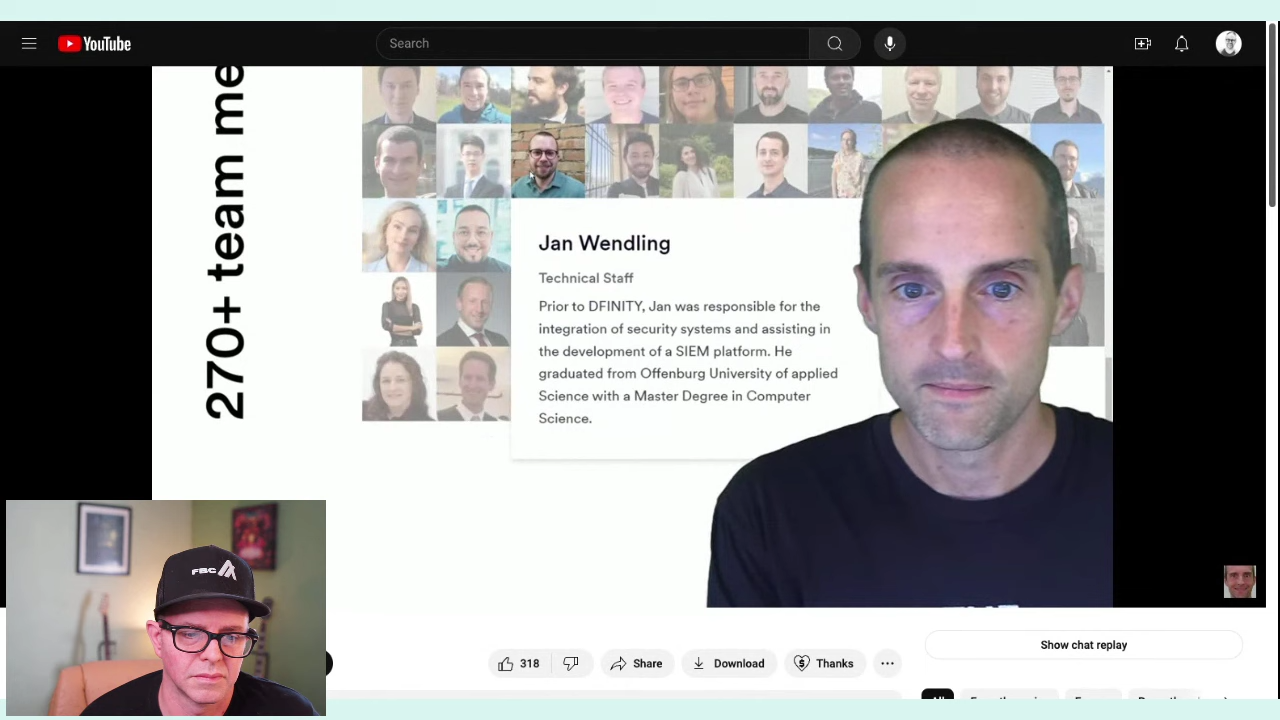 YouTube
Search
270+ team me
Jan Wendling
Technical Staff
Prior to DFINITY, Jan was responsible for the
integration of security systems and assisting in
the development of a SIEM platform. He
graduated from Offenburg University of applied
Science with a Master Degree in Computer
Science.
FBC
318
Share
Download
Thanks
Show chat replay
All